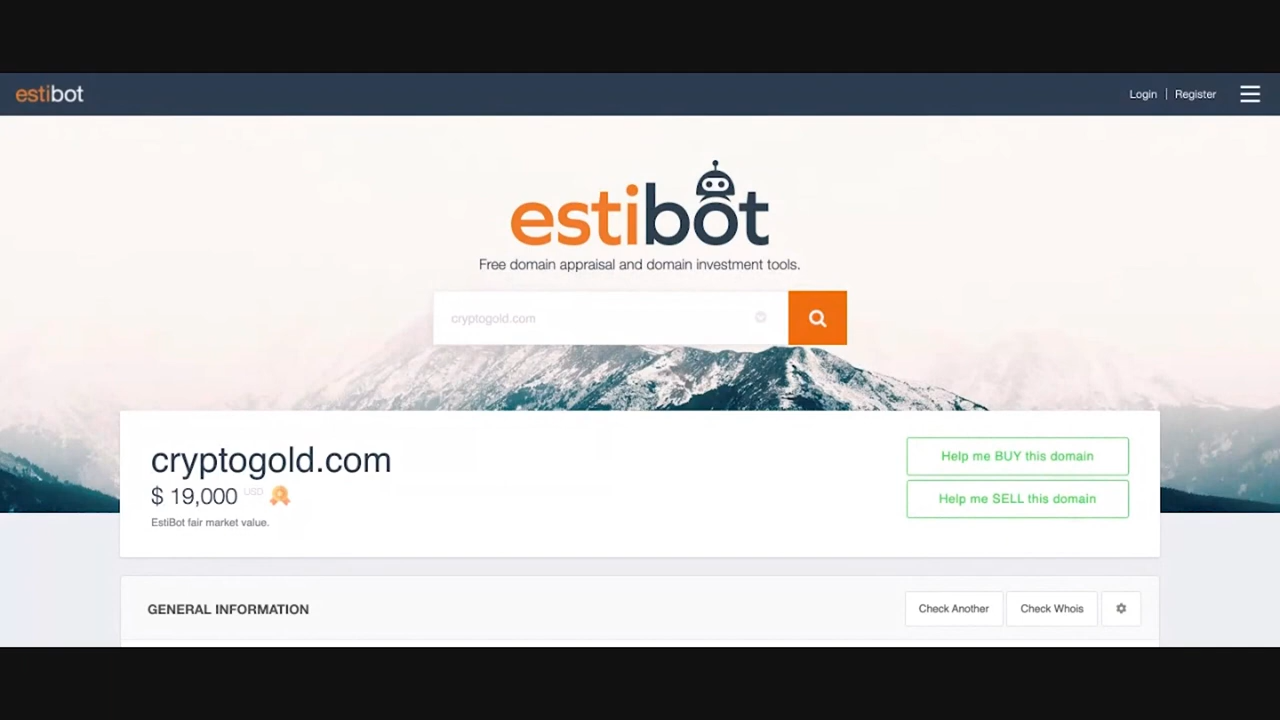 estibot
Login | Register
estibot
Free domain appraisal and domain investment tools.
cryptogold.com
cryptogold.com
$ 19,000 USD
EstiBot fair market value.
Help me BUY this domain
Help me SELL this domain
GENERAL INFORMATION
Check Another
Check Whois